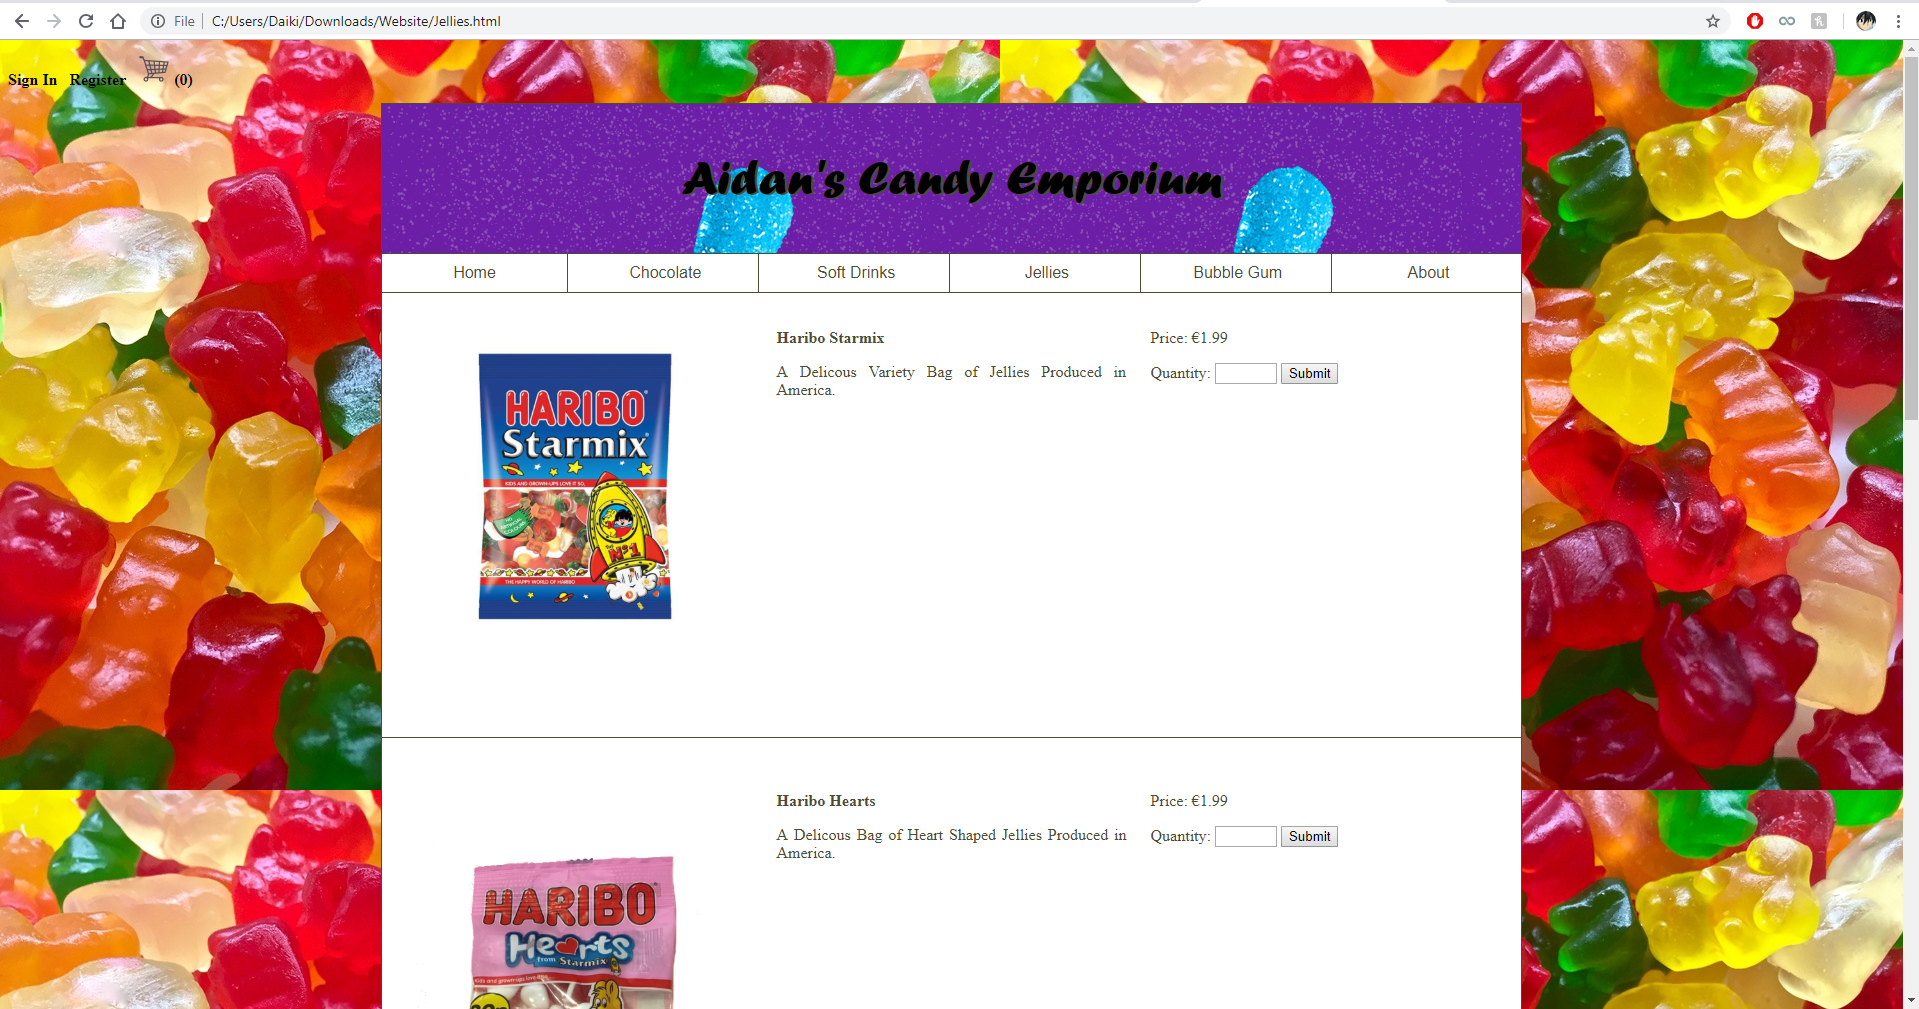 File C:/Users/Daiki/Downloads/Website/Jellies.html
Sign In Register (0)
Aidan's Candy Emporium
Home Chocolate Soft Drinks Jellies Bubble Gum About
HARIBO
Starmix
KIDS AND GROWN-UPS LOVE IT SO,
Nº1
THE HAPPY WORLD OF HARIBO
Haribo Starmix
A Delicous Variety Bag of Jellies Produced in
America.
Price: €1.99
Quantity: Submit
HARIBO
Hearts
from Starmix
Kids and grown-ups love it so,
Haribo Hearts
A Delicous Bag of Heart Shaped Jellies Produced in
America.
Price: €1.99
Quantity: Submit